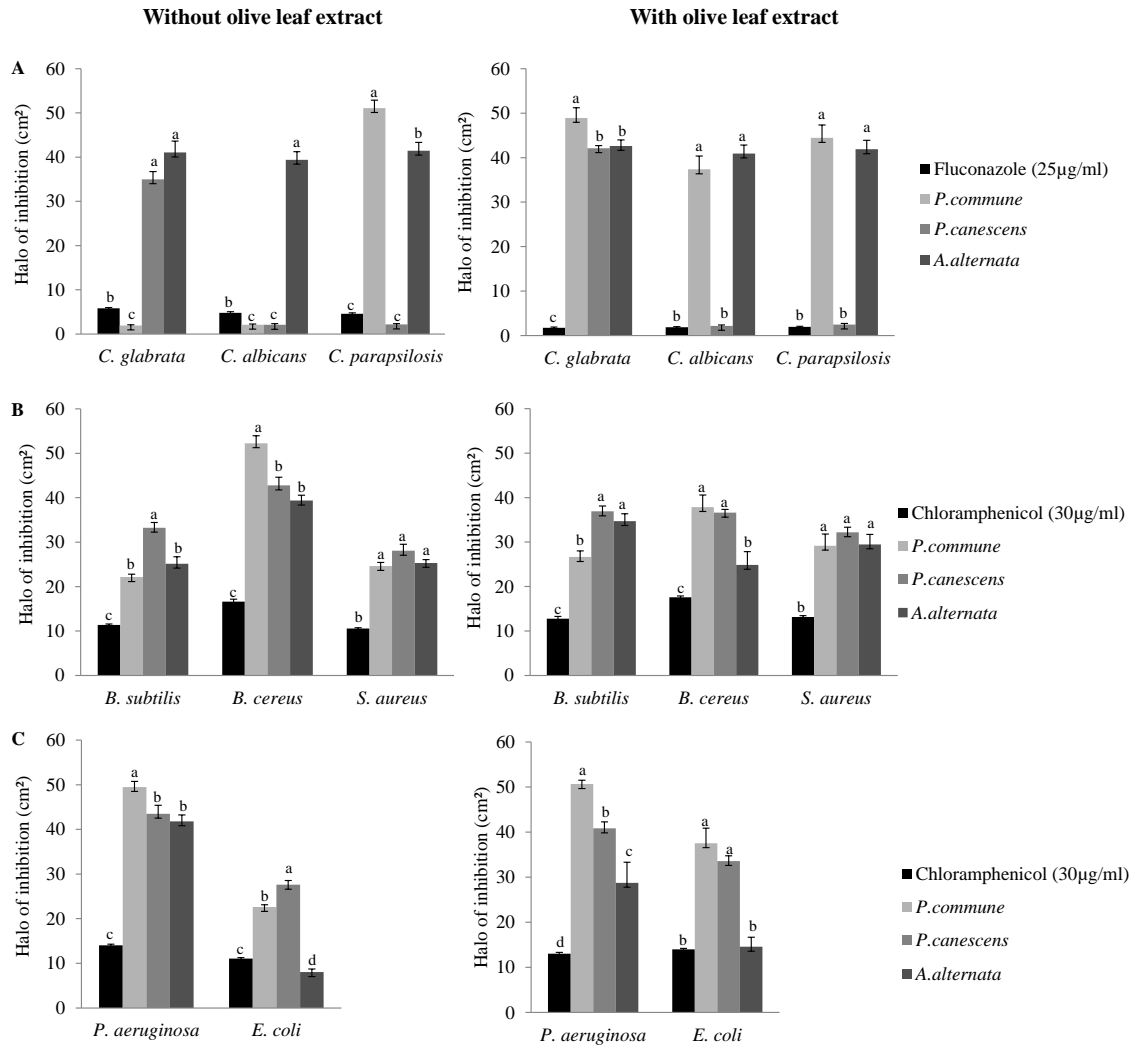 Without olive leaf extract
With olive leaf extract
A
Halo of inhibition (cm²)
60
50
40
30
20
10
0
b
c
a
a
b
c
c
a
c
a
c
b
C. glabrata
C. albicans
C. parapsilosis
Halo of inhibition (cm²)
60
50
40
30
20
10
0
c
a
b
b
b
a
b
a
b
a
b
a
C. glabrata
C. albicans
C. parapsilosis
Fluconazole (25µg/ml)
P.commune
P.canescens
A.alternata
B
Halo of inhibition (cm²)
60
50
40
30
20
10
0
c
b
a
b
c
a
b
b
b
a
a
a
B. subtilis
B. cereus
S. aureus
Halo of inhibition (cm²)
60
50
40
30
20
10
0
c
b
a
a
c
a
a
b
b
a
a
a
B. subtilis
B. cereus
S. aureus
Chloramphenicol (30µg/ml)
P.commune
P.canescens
A.alternata
C
Halo of inhibition (cm²)
60
50
40
30
20
10
0
c
a
b
b
c
b
a
d
P. aeruginosa
E. coli
Halo of inhibition (cm²)
60
50
40
30
20
10
0
d
a
b
c
b
a
a
b
P. aeruginosa
E. coli
Chloramphenicol (30µg/ml)
P.commune
P.canescens
A.alternata